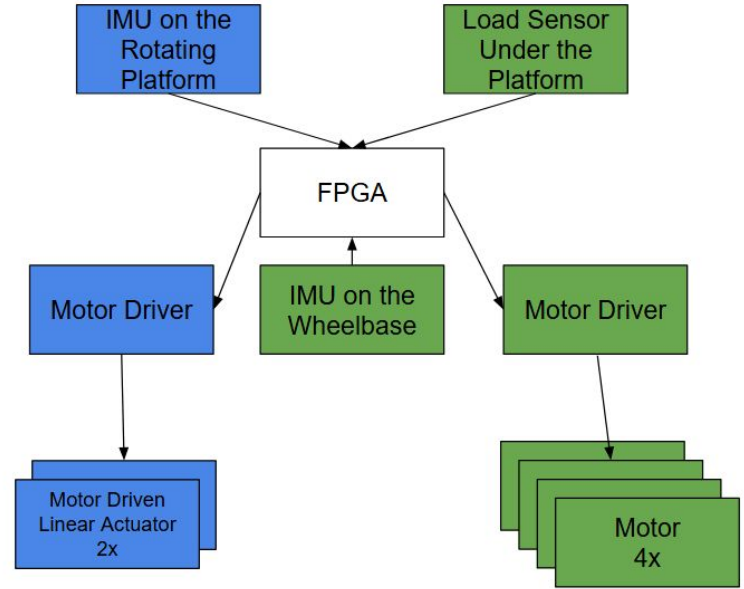 IMU on the
Rotating
Platform
Load Sensor
Under the
Platform
FPGA
Motor Driver
IMU on the
Wheelbase
Motor Driver
Motor Driven
Linear Actuator
2x
Motor
4x